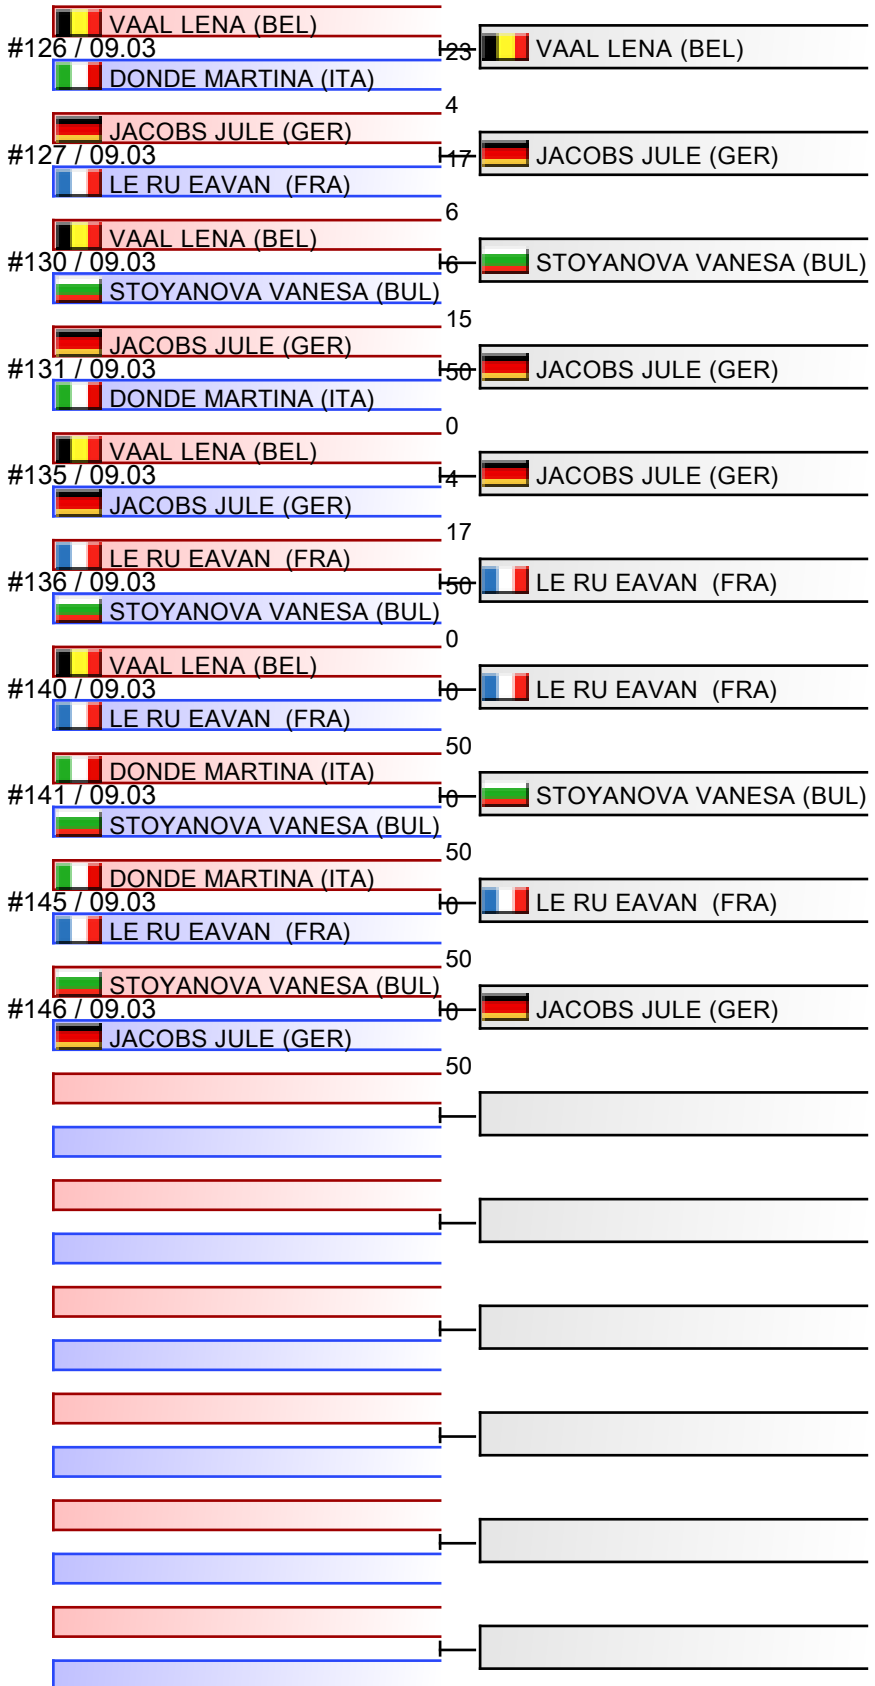 VAAL LENA (BEL)
#126 / 09.03
23
VAAL LENA (BEL)
DONDE MARTINA (ITA)
4
JACOBS JULE (GER)
#127 / 09.03
17
JACOBS JULE (GER)
LE RU EAVAN (FRA)
6
VAAL LENA (BEL)
#130 / 09.03
6
STOYANOVA VANESA (BUL)
STOYANOVA VANESA (BUL)
15
JACOBS JULE (GER)
#131 / 09.03
50
JACOBS JULE (GER)
DONDE MARTINA (ITA)
0
VAAL LENA (BEL)
#135 / 09.03
4
JACOBS JULE (GER)
JACOBS JULE (GER)
17
LE RU EAVAN (FRA)
#136 / 09.03
50
LE RU EAVAN (FRA)
STOYANOVA VANESA (BUL)
0
VAAL LENA (BEL)
#140 / 09.03
0
LE RU EAVAN (FRA)
LE RU EAVAN (FRA)
50
DONDE MARTINA (ITA)
#141 / 09.03
0
STOYANOVA VANESA (BUL)
STOYANOVA VANESA (BUL)
50
DONDE MARTINA (ITA)
#145 / 09.03
0
LE RU EAVAN (FRA)
LE RU EAVAN (FRA)
50
STOYANOVA VANESA (BUL)
#146 / 09.03
0
JACOBS JULE (GER)
JACOBS JULE (GER)
50